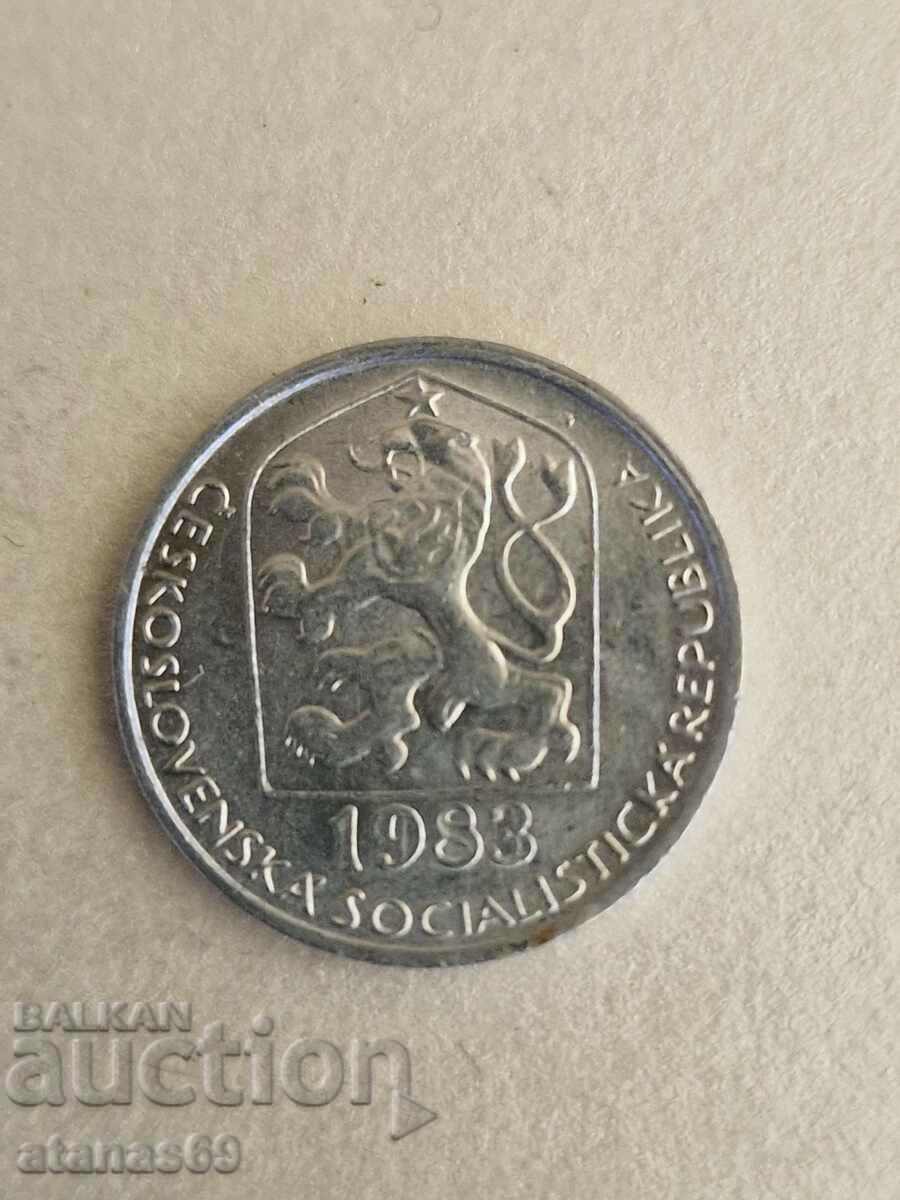 ČESKOSLOVENSKÁ SOCIALISTICKÁ REPUBLIKA
1983
BALKAN
auction
atanas69